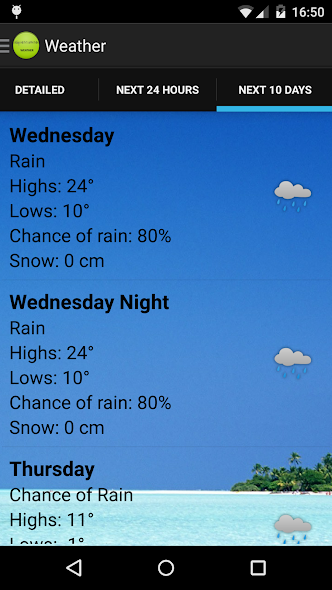 16:50
Weather
DETAILED
NEXT 24 HOURS
NEXT 10 DAYS
Wednesday
Rain
Highs: 24°
Lows: 10°
Chance of rain: 80%
Snow: 0 cm
Wednesday Night
Rain
Highs: 24°
Lows: 10°
Chance of rain: 80%
Snow: 0 cm
Thursday
Chance of Rain
Highs: 11°